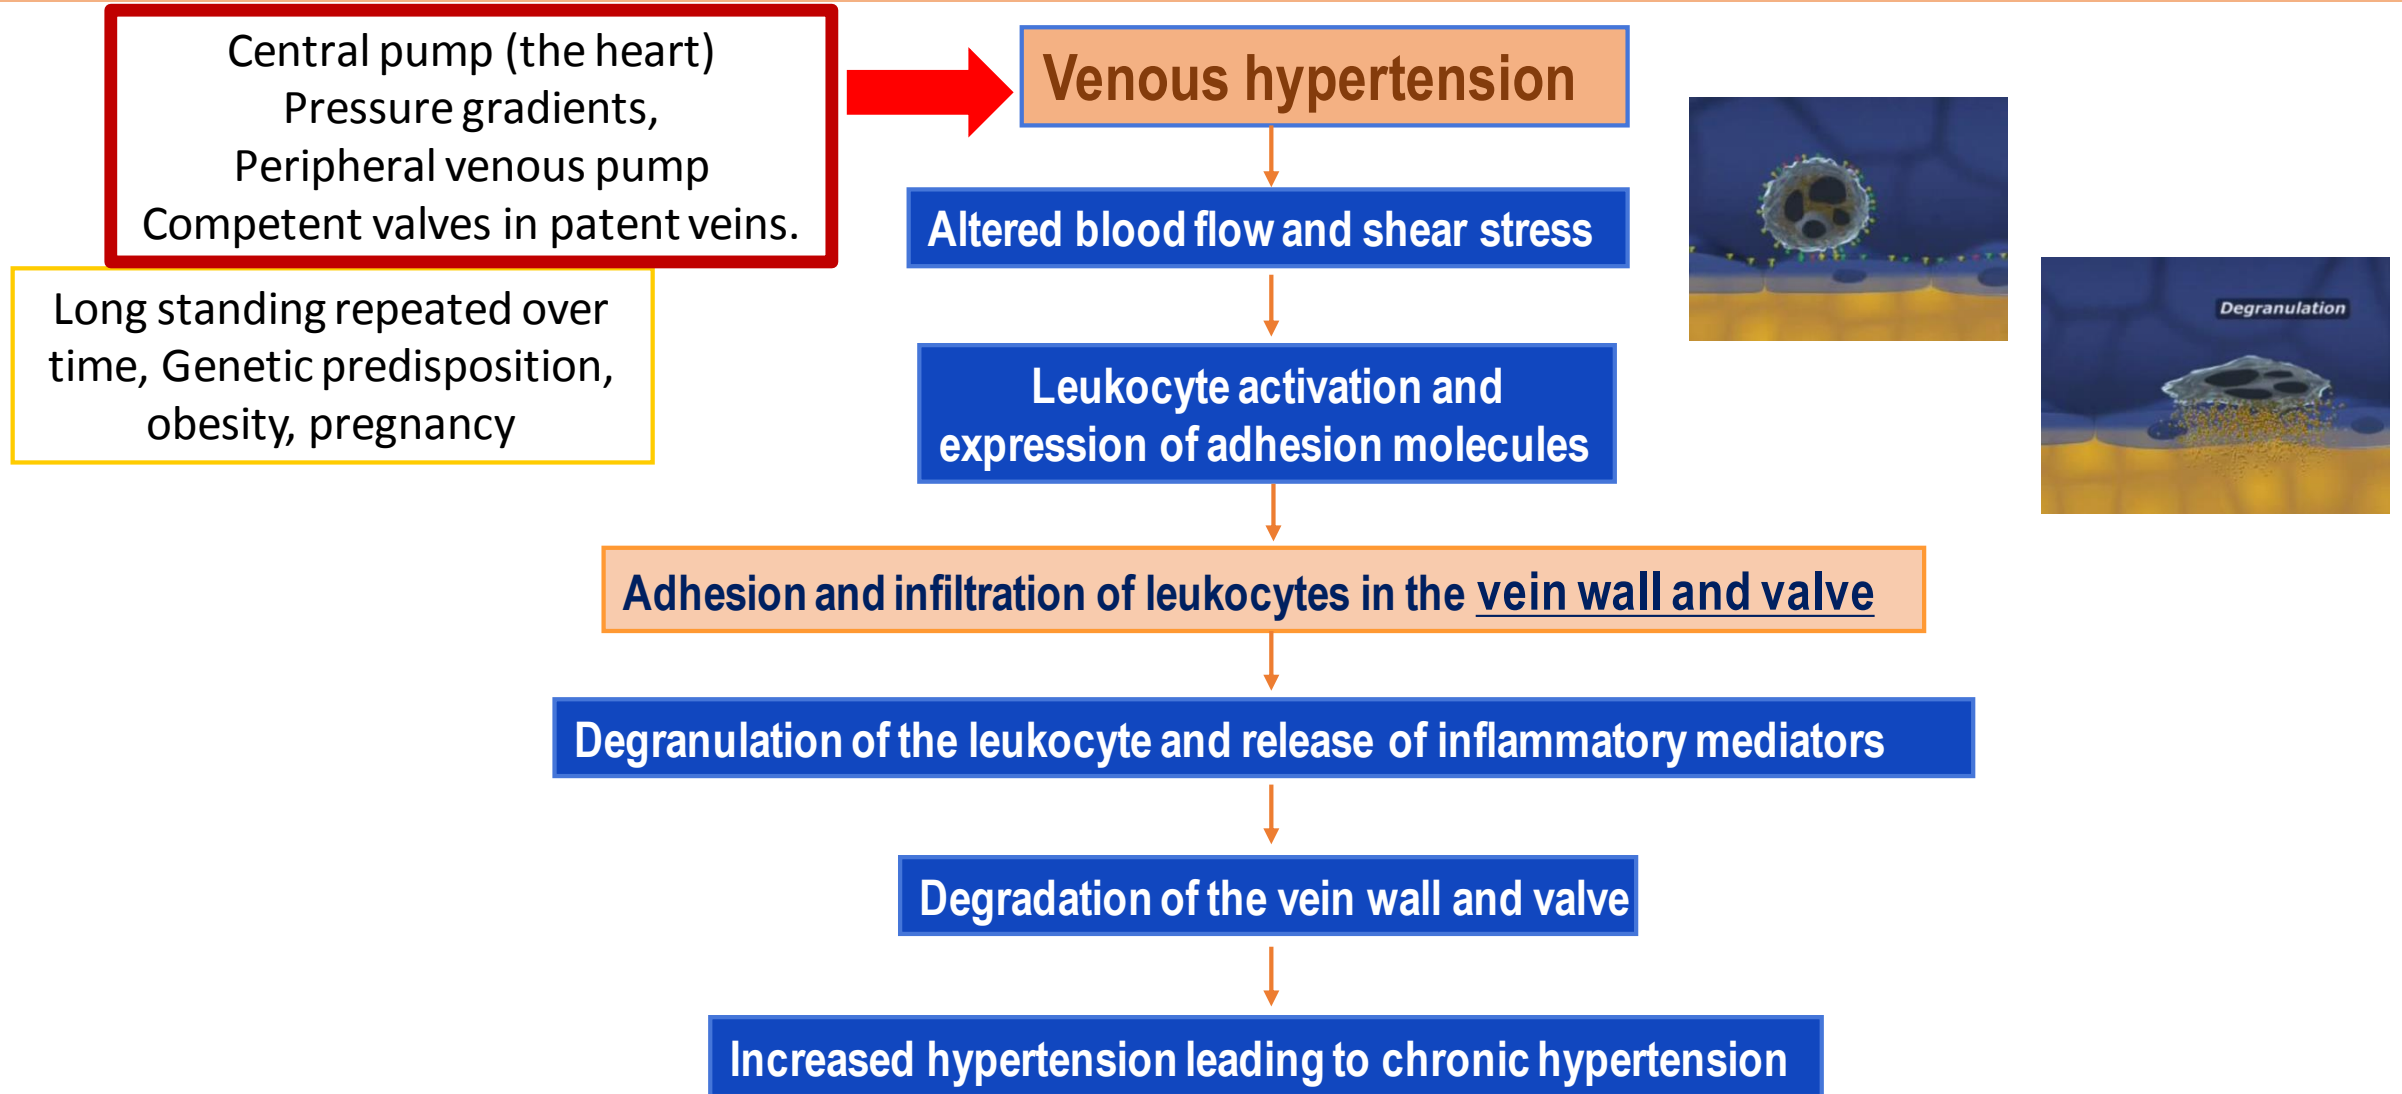 Central pump (the heart)
Pressure gradients,
Peripheral venous pump
Competent valves in patent veins.
Long standing repeated over
time, Genetic predisposition,
obesity, pregnancy
Venous hypertension
Altered blood flow and shear stress
Leukocyte activation and
expression of adhesion molecules
Adhesion and infiltration of leukocytes in the vein wall and valve
Degranulation of the leukocyte and release of inflammatory mediators
Degradation of the vein wall and valve
Increased hypertension leading to chronic hypertension
Degranulation